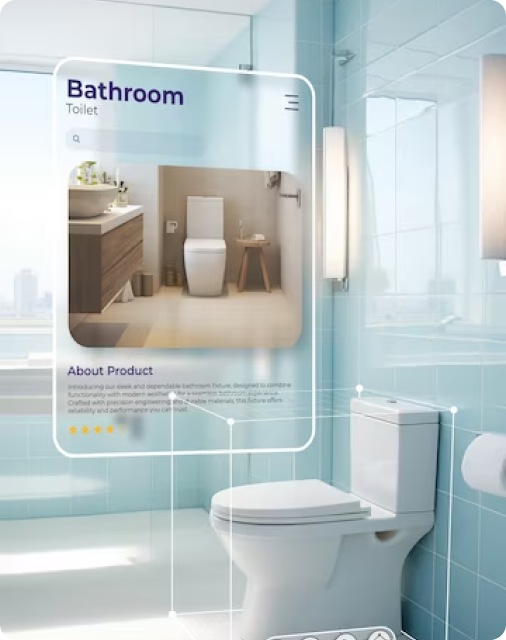 Bathroom
Toilet
About Product
Introducing our sleek and dependable bathroom fixture, designed to combine
functionality with modern aesthetics for a seamless bathroom experience.
Crafted with precision engineering and durable materials, this fixture offers
reliability and performance you can trust.